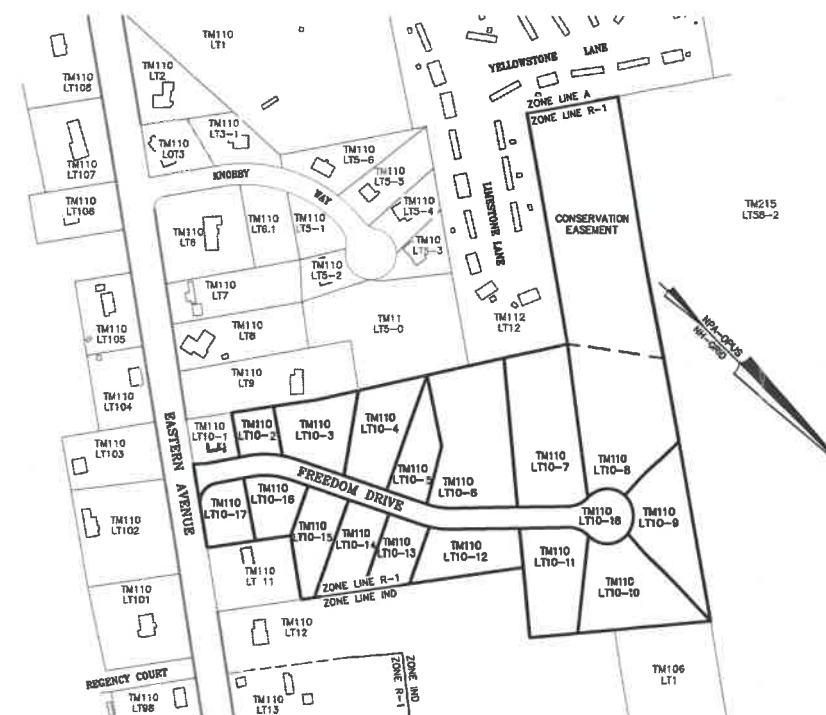 TM110
LT108
TM110
LT2
TM110
LT1
YELLOWSTONE LANE
ZONE LINE A
ZONE LINE R-1
TM110
LT107
TM110
LOT3
TM110
LT3-1
TM110
LT5-6
TM110
LT5-5
KNOBBY WAY
TM110
LT106
TM110
LT6
TM110
LT6.1
TM110
LT5-1
TM110
LT5-4
TM10
LT5-3
LIMESTONE LANE
CONSERVATION
EASEMENT
TM215
LT58-2
TM110
LT5-2
TM110
LT7
TM110
LT105
TM110
LT8
TM11
LT5-0
TM112
LT12
NPA-OPUS
NH-GRID
TM110
LT9
TM110
LT104
EASTERN AVENUE
TM110
LT10-1
TM110
LT10-2
TM110
LT10-3
TM110
LT10-4
TM110
LT103
TM110
LT10-5
TM110
LT10-6
TM110
LT10-7
TM110
LT10-8
FREEDOM DRIVE
TM110
LT10-17
TM110
LT10-16
TM110
LT10-18
TM110
LT10-9
TM110
LT102
TM110
LT10-15
TM110
LT10-14
TM110
LT10-13
TM110
LT10-12
TM110
LT10-11
TM110
LT10-10
TM110
LT 11
ZONE LINE R-1
ZONE LINE IND
TM110
LT101
TM110
LT12
REGENCY COURT
TM110
LT98
TM110
LT13
ZONE IND
ZONE R-1
TM106
LT1